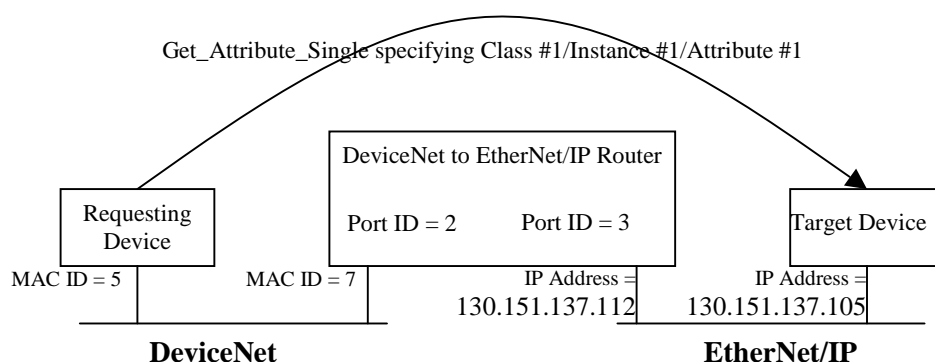 Get_Attribute_Single specifying Class #1/Instance #1/Attribute #1
DeviceNet to EtherNet/IP Router
Requesting
Device
Port ID = 2
Port ID = 3
Target Device
MAC ID = 5
MAC ID = 7
IP Address =
130.151.137.112
IP Address =
130.151.137.105
DeviceNet
EtherNet/IP